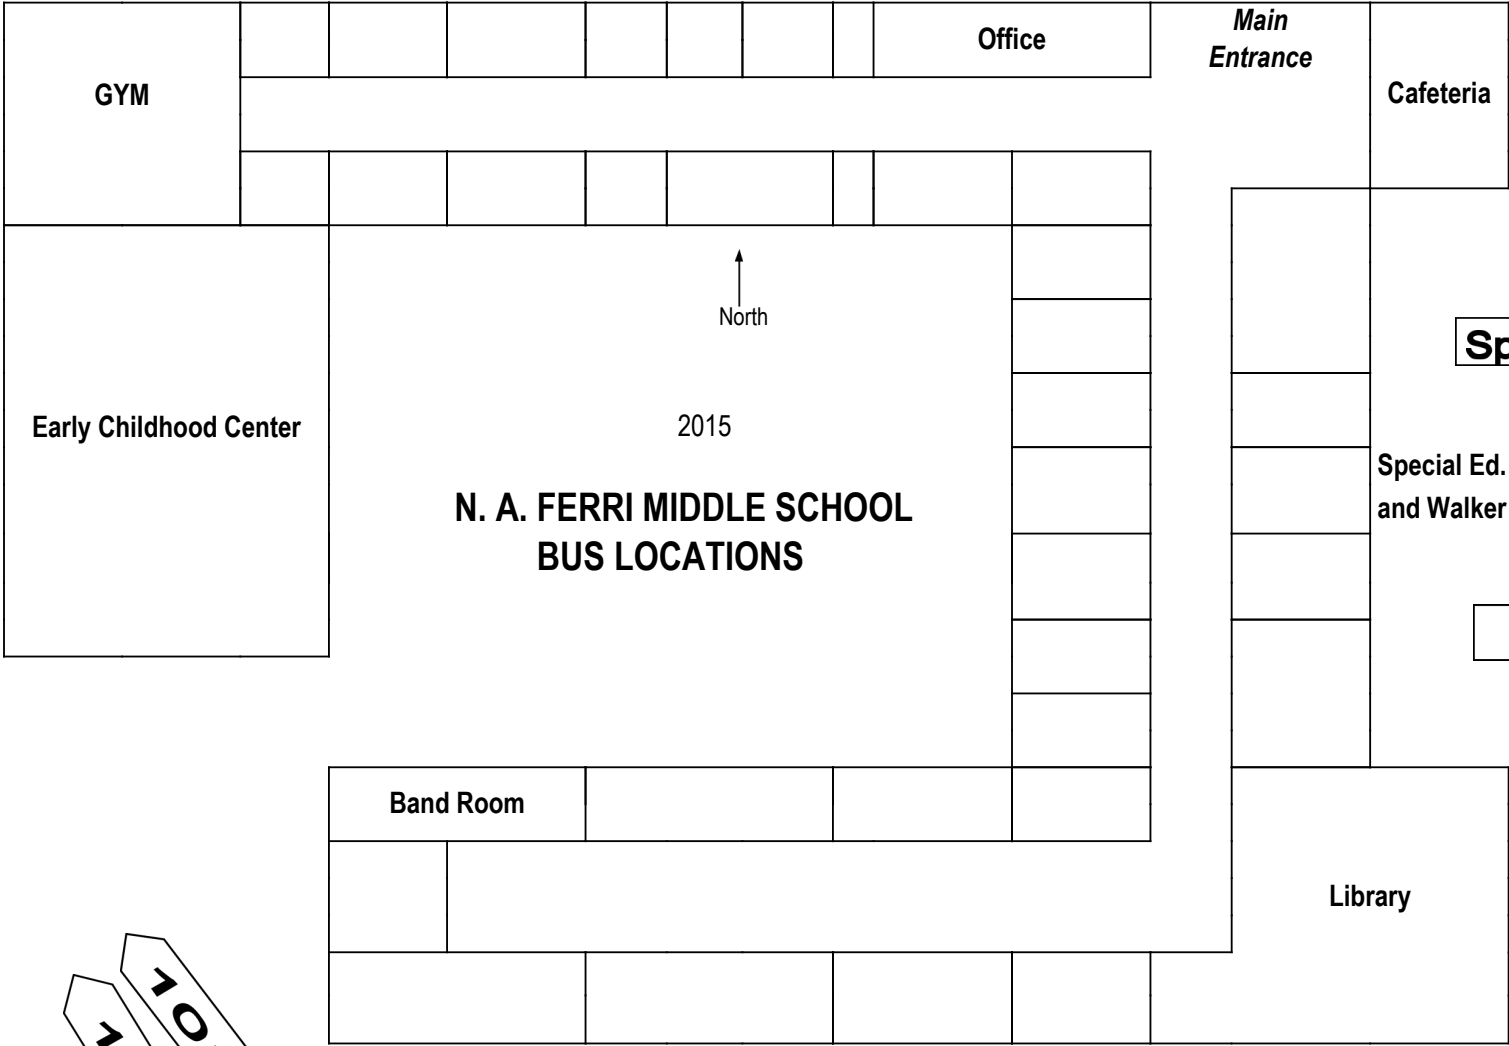 Main
Office
Entrance
GYM
Cafeteria
North
Early Childhood Center
2015
Special Ed.
N. A. FERRI MIDDLE SCHOOL
and Walker
BUS LOCATIONS
Band Room
Library